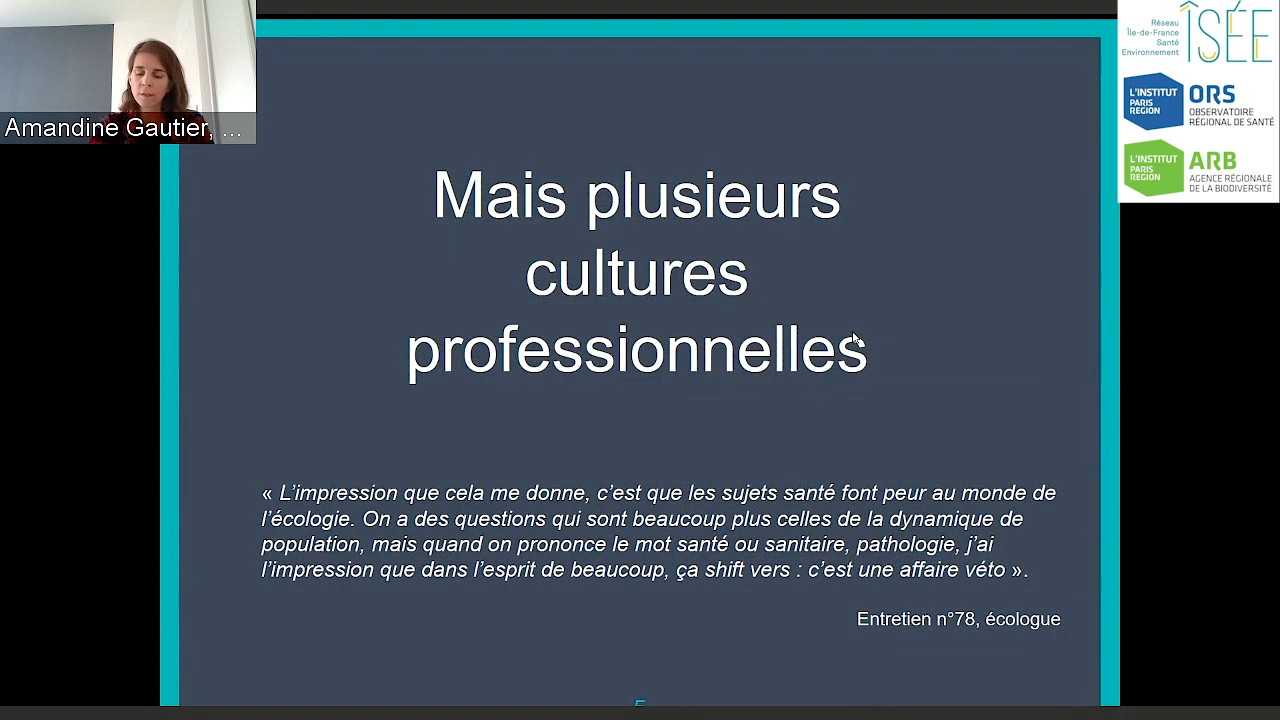 Amandine Gautier, ...
Réseau
Île-de-France
Santé
Environnement
ÎSÉE
L'INSTITUT
PARIS
REGION
ORS
OBSERVATOIRE
RÉGIONAL DE SANTÉ
L'INSTITUT
PARIS
REGION
ARB
AGENCE RÉGIONALE
DE LA BIODIVERSITÉ
Mais plusieurs
cultures
professionnelles
« L’impression que cela me donne, c’est que les sujets santé font peur au monde de
l’écologie. On a des questions qui sont beaucoup plus celles de la dynamique de
population, mais quand on prononce le mot santé ou sanitaire, pathologie, j’ai
l’impression que dans l’esprit de beaucoup, ça shift vers : c’est une affaire véto ».
Entretien n°78, écologue